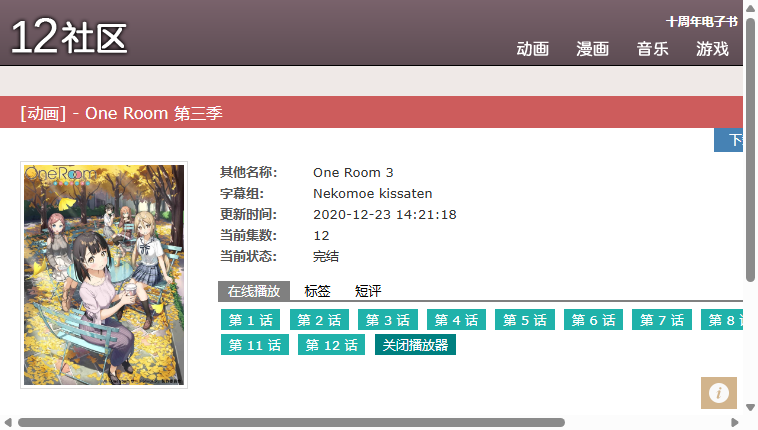 十周年电子书
12社区
动画 漫画 音乐 游戏
[动画] - One Room 第三季
One Room
其他名称: One Room 3
字幕组: Nekomoe kissaten
更新时间: 2020-12-23 14:21:18
当前集数: 12
当前状态: 完结
在线播放 标签 短评
第 1 话 第 2 话 第 3 话 第 4 话 第 5 话 第 6 话 第 7 话 第 8
第 11 话 第 12 话 关闭播放器
i